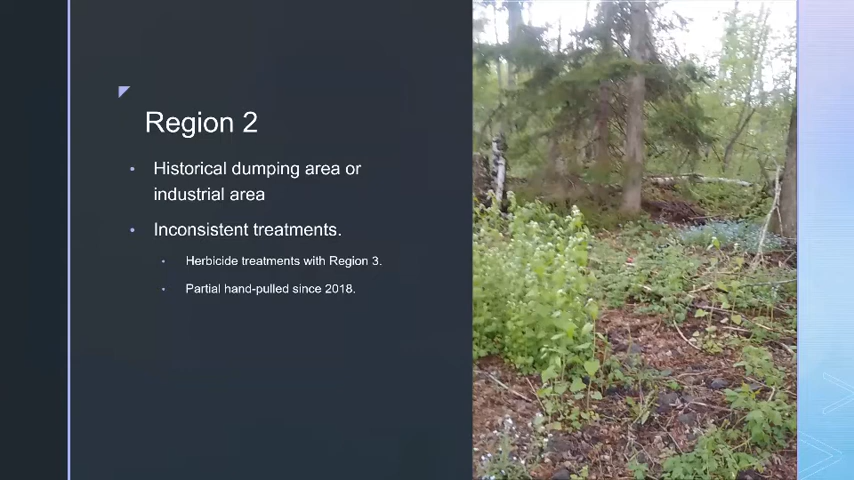 Region 2
• Historical dumping area or
industrial area
• Inconsistent treatments.
• Herbicide treatments with Region 3.
• Partial hand-pulled since 2018.